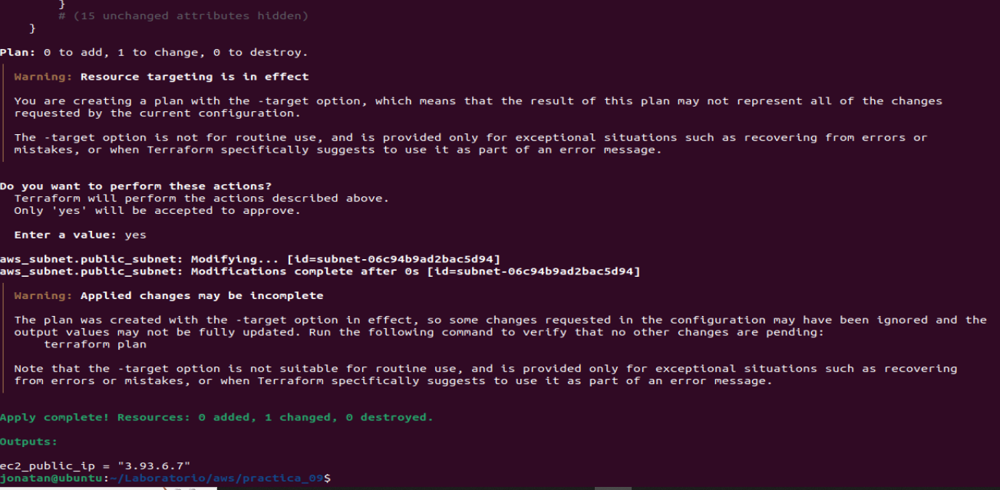 }
# (15 unchanged attributes hidden)
}
Plan: 0 to add, 1 to change, 0 to destroy.
Warning: Resource targeting is in effect
You are creating a plan with the -target option, which means that the result of this plan may not represent all of the changes
requested by the current configuration.
The -target option is not for routine use, and is provided only for exceptional situations such as recovering from errors or
mistakes, or when Terraform specifically suggests to use it as part of an error message.
Do you want to perform these actions?
Terraform will perform the actions described above.
Only 'yes' will be accepted to approve.
Enter a value: yes
aws_subnet.public_subnet: Modifying... [id=subnet-06c94b9ad2bac5d94]
aws_subnet.public_subnet: Modifications complete after 0s [id=subnet-06c94b9ad2bac5d94]
Warning: Applied changes may be incomplete
The plan was created with the -target option in effect, so some changes requested in the configuration may have been ignored and the
output values may not be fully updated. Run the following command to verify that no other changes are pending:
terraform plan
Note that the -target option is not suitable for routine use, and is provided only for exceptional situations such as recovering
from errors or mistakes, or when Terraform specifically suggests to use it as part of an error message.
Apply complete! Resources: 0 added, 1 changed, 0 destroyed.
Outputs:
ec2_public_ip = "3.93.6.7"
jonatan@ubuntu:~/Laboratorio/aws/practica_09$